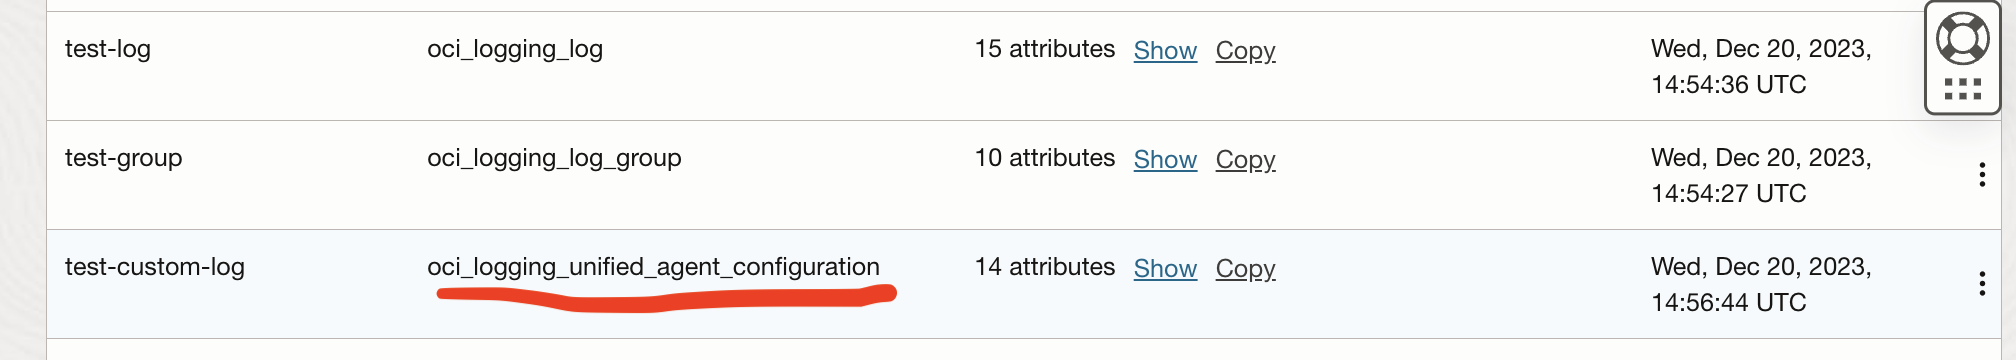 test-log oci_logging_log 15 attributes Show Copy Wed, Dec 20, 2023,
14:54:36 UTC
test-group oci_logging_log_group 10 attributes Show Copy Wed, Dec 20, 2023,
14:54:27 UTC
test-custom-log oci_logging_unified_agent_configuration 14 attributes Show Copy Wed, Dec 20, 2023,
14:56:44 UTC